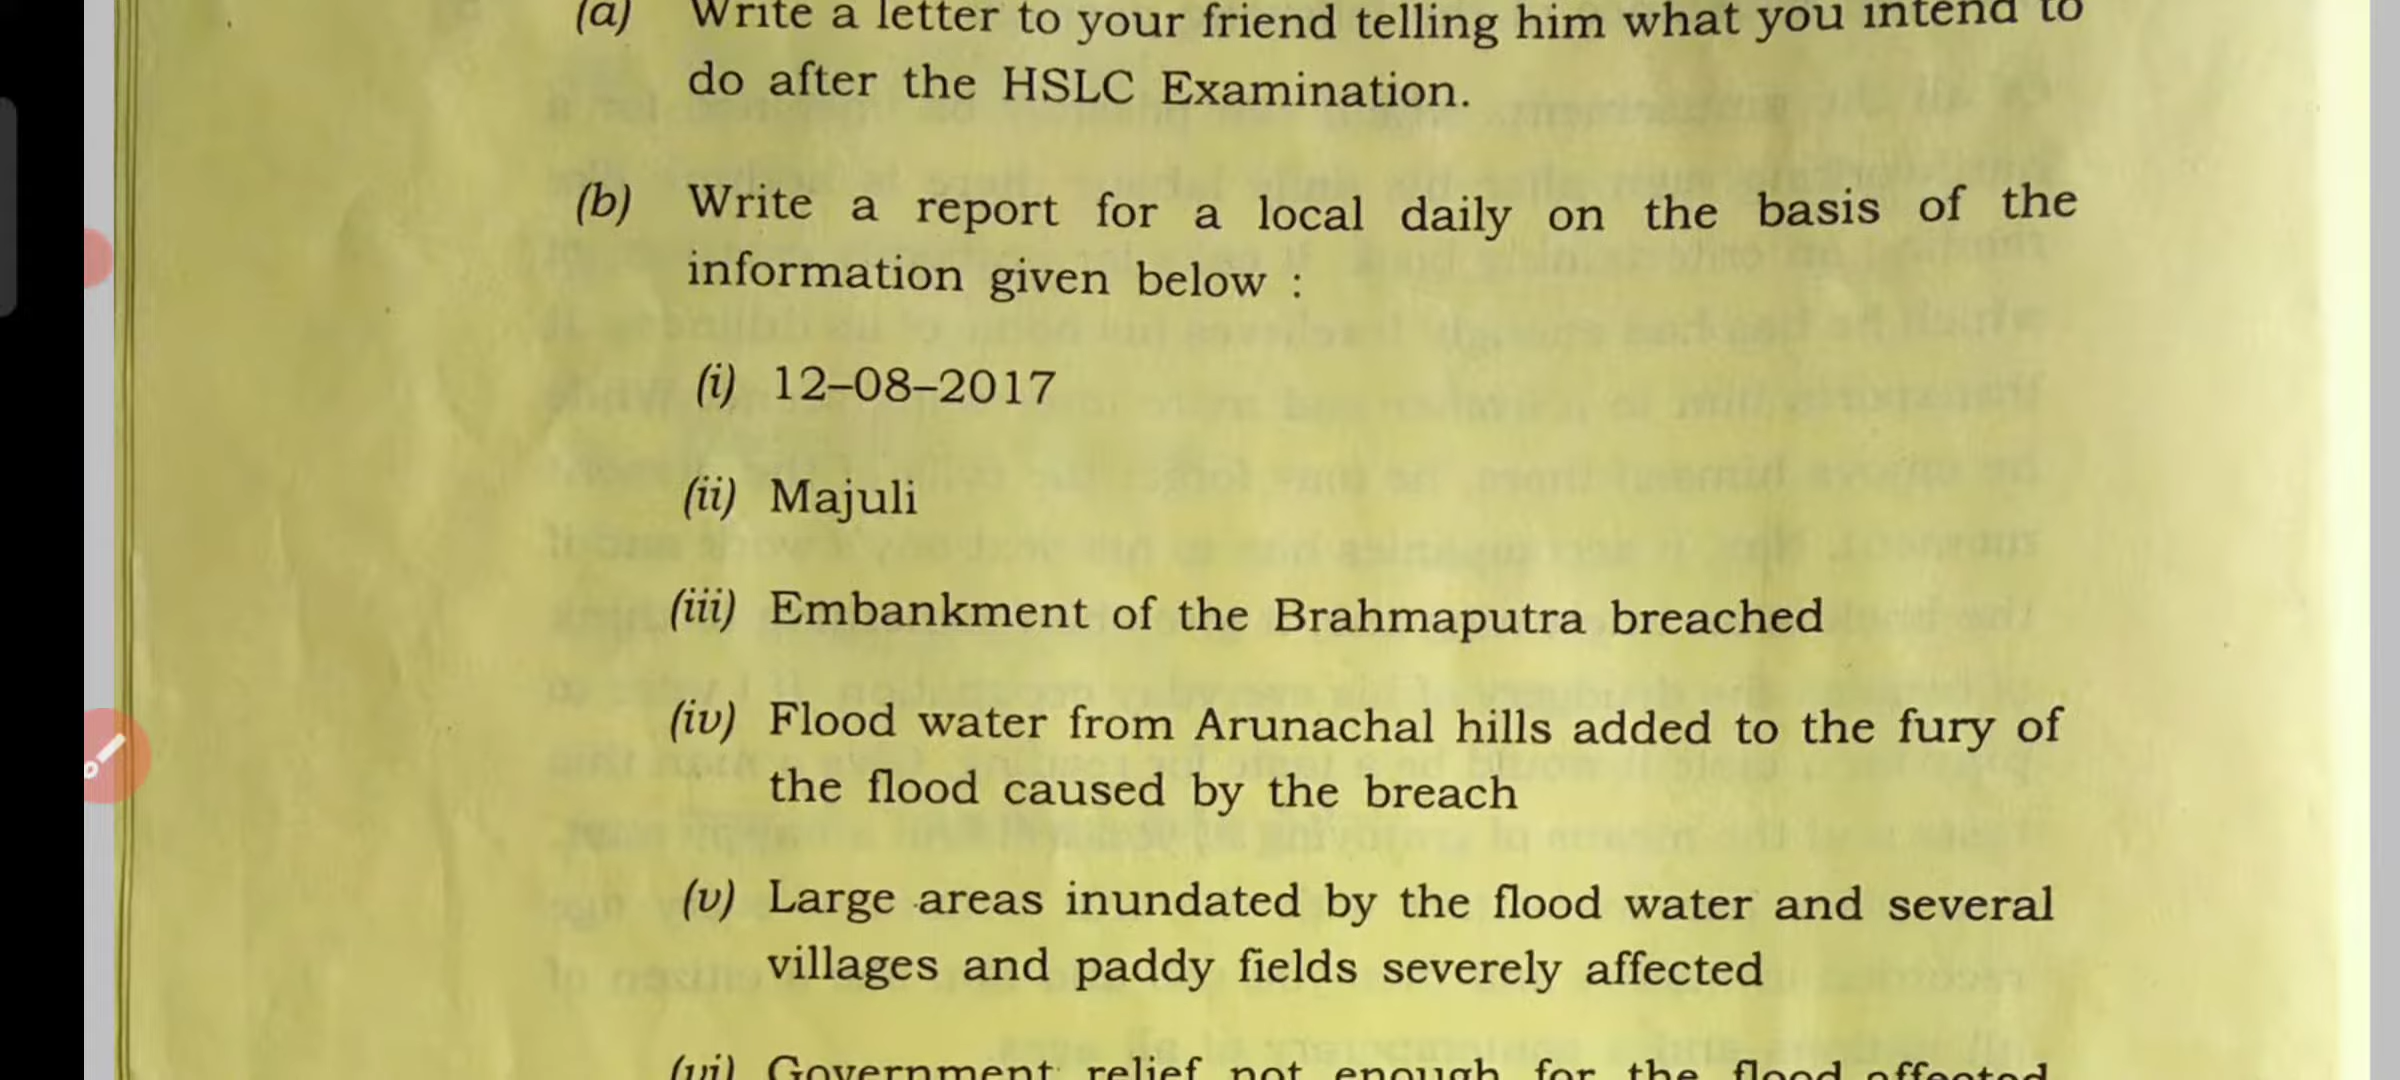 (a) Write a letter to your friend telling him what you intend to
do after the HSLC Examination.
(b) Write a report for a local daily on the basis of the
information given below :
(i) 12–08–2017
(ii) Majuli
(iii) Embankment of the Brahmaputra breached
(iv) Flood water from Arunachal hills added to the fury of
the flood caused by the breach
(v) Large areas inundated by the flood water and several
villages and paddy fields severely affected
(vi) Government relief not enough for the flood affected